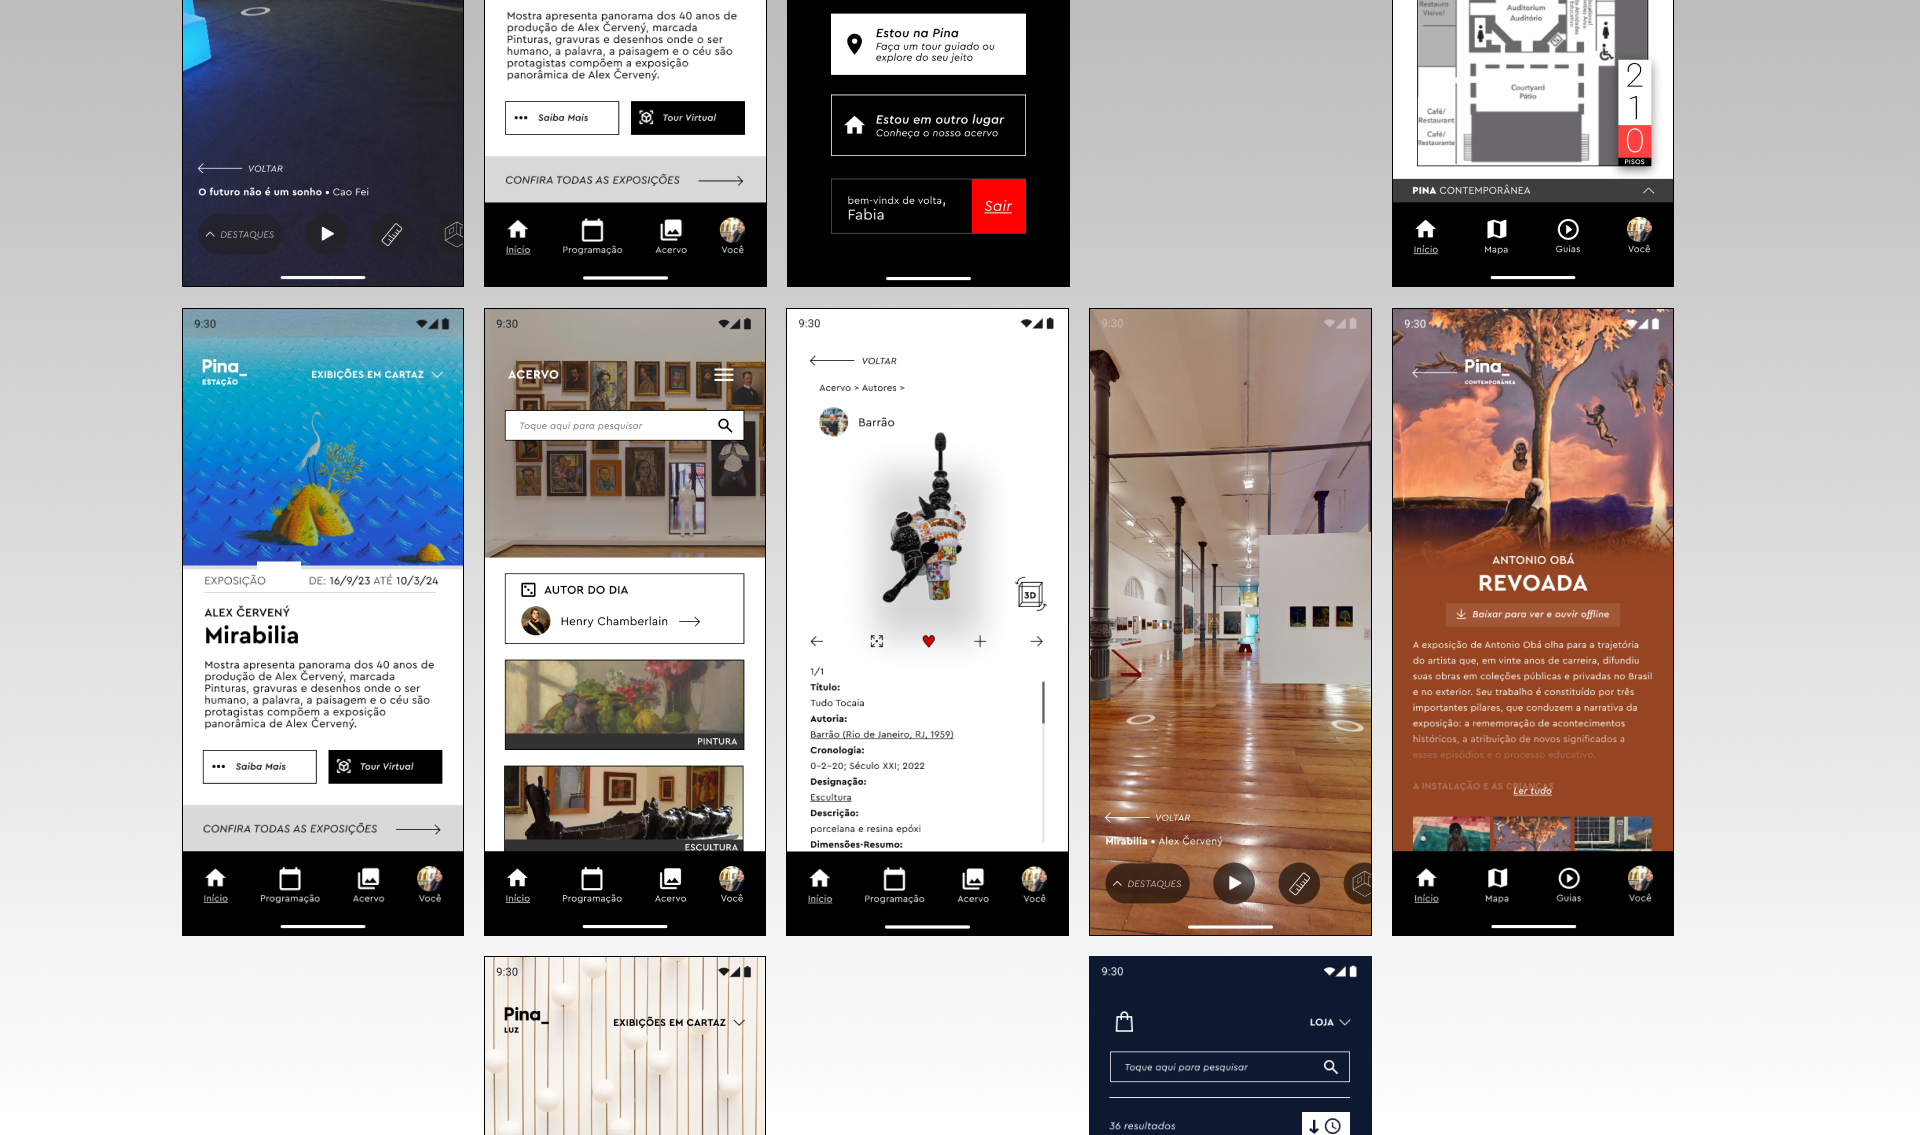 VOLTAR
O futuro não é um sonho • Cao Fei
DESTAQUES
Mostra apresenta panorama dos 40 anos de
produção de Alex Červený, marcada
Pinturas, gravuras e desenhos onde o ser
humano, a palavra, a paisagem e o céu são
protagistas compõem a exposição
panorâmica de Alex Červený.
Saiba Mais
Tour Virtual
CONFIRA TODAS AS EXPOSIÇÕES
Início
Programação
Acervo
Você
Estou na Pina
Faça um tour guiado ou
explore do seu jeito
Estou em outro lugar
Conheça o nosso acervo
bem-vindx de volta,
Fabia
Sair
Restauro
Visível
Auditorium
Auditório
Courtyard
Pátio
Café/
Restaurant
Café/
Restaurante
2
1
0
PISOS
PINA CONTEMPORÂNEA
Início
Mapa
Guias
Você
9:30
Pina_
ESTAÇÃO
EXIBIÇÕES EM CARTAZ
EXPOSIÇÃO
DE: 16/9/23 ATÉ 10/3/24
ALEX ČERVENÝ
Mirabilia
Mostra apresenta panorama dos 40 anos de
produção de Alex Červený, marcada
Pinturas, gravuras e desenhos onde o ser
humano, a palavra, a paisagem e o céu são
protagistas compõem a exposição
panorâmica de Alex Červený.
Saiba Mais
Tour Virtual
CONFIRA TODAS AS EXPOSIÇÕES
Início
Programação
Acervo
Você
9:30
ACERVO
Toque aqui para pesquisar
AUTOR DO DIA
Henry Chamberlain
PINTURA
ESCULTURA
Início
Programação
Acervo
Você
9:30
VOLTAR
Acervo > Autores >
Barrão
3D
1/1
Título:
Tudo Tocaia
Autoria:
Barrão (Rio de Janeiro, RJ, 1959)
Cronologia:
0-2-20; Século XXI; 2022
Designação:
Escultura
Descrição:
porcelana e resina epóxi
Dimensões-Resumo:
Início
Programação
Acervo
Você
9:30
VOLTAR
Mirabilia • Alex Červený
DESTAQUES
9:30
Pina_
CONTEMPORÂNEA
ANTONIO OBÁ
REVOADA
Baixar para ver e ouvir offline
A exposição de Antonio Obá olha para a trajetória
do artista que, em vinte anos de carreira, difundiu
suas obras em coleções públicas e privadas no Brasil
e no exterior. Seu trabalho é constituído por três
importantes pilares, que conduzem a narrativa da
exposição: a rememoração de acontecimentos
históricos, a atribuição de novos significados a
esses episódios e o processo educativo.
A INSTALAÇÃO E AS CRIANÇAS
Ler tudo
Início
Mapa
Guias
Você
9:30
Pina_
LUZ
EXIBIÇÕES EM CARTAZ
9:30
LOJA
Toque aqui para pesquisar
36 resultados